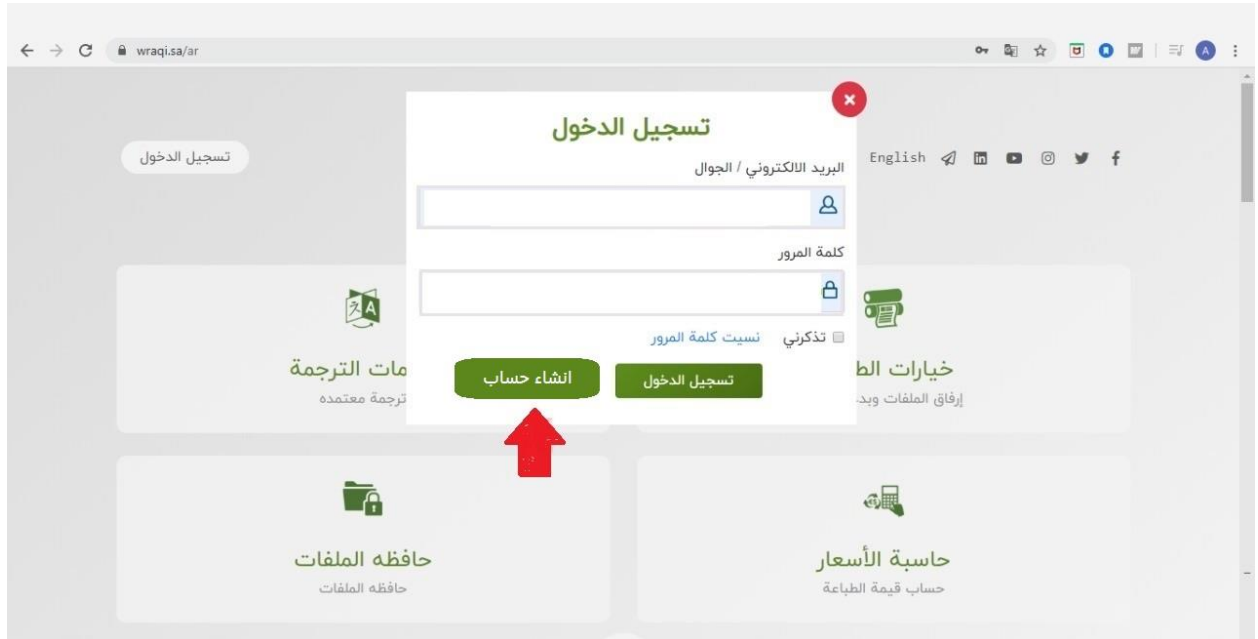 wraqi.sa/ar
A
تسجيل الدخول
English
تسجيل الدخول
البريد الالكتروني / الجوال
كلمة المرور
تذكرني
نسيت كلمة المرور
تسجيل الدخول
انشاء حساب
خيارات الط
إرفاق الملفات وبد
مات الترجمة
ترجمة معتمده
حاسبة الأسعار
حساب قيمة الطباعة
حافظه الملفات
حافظه الملفات